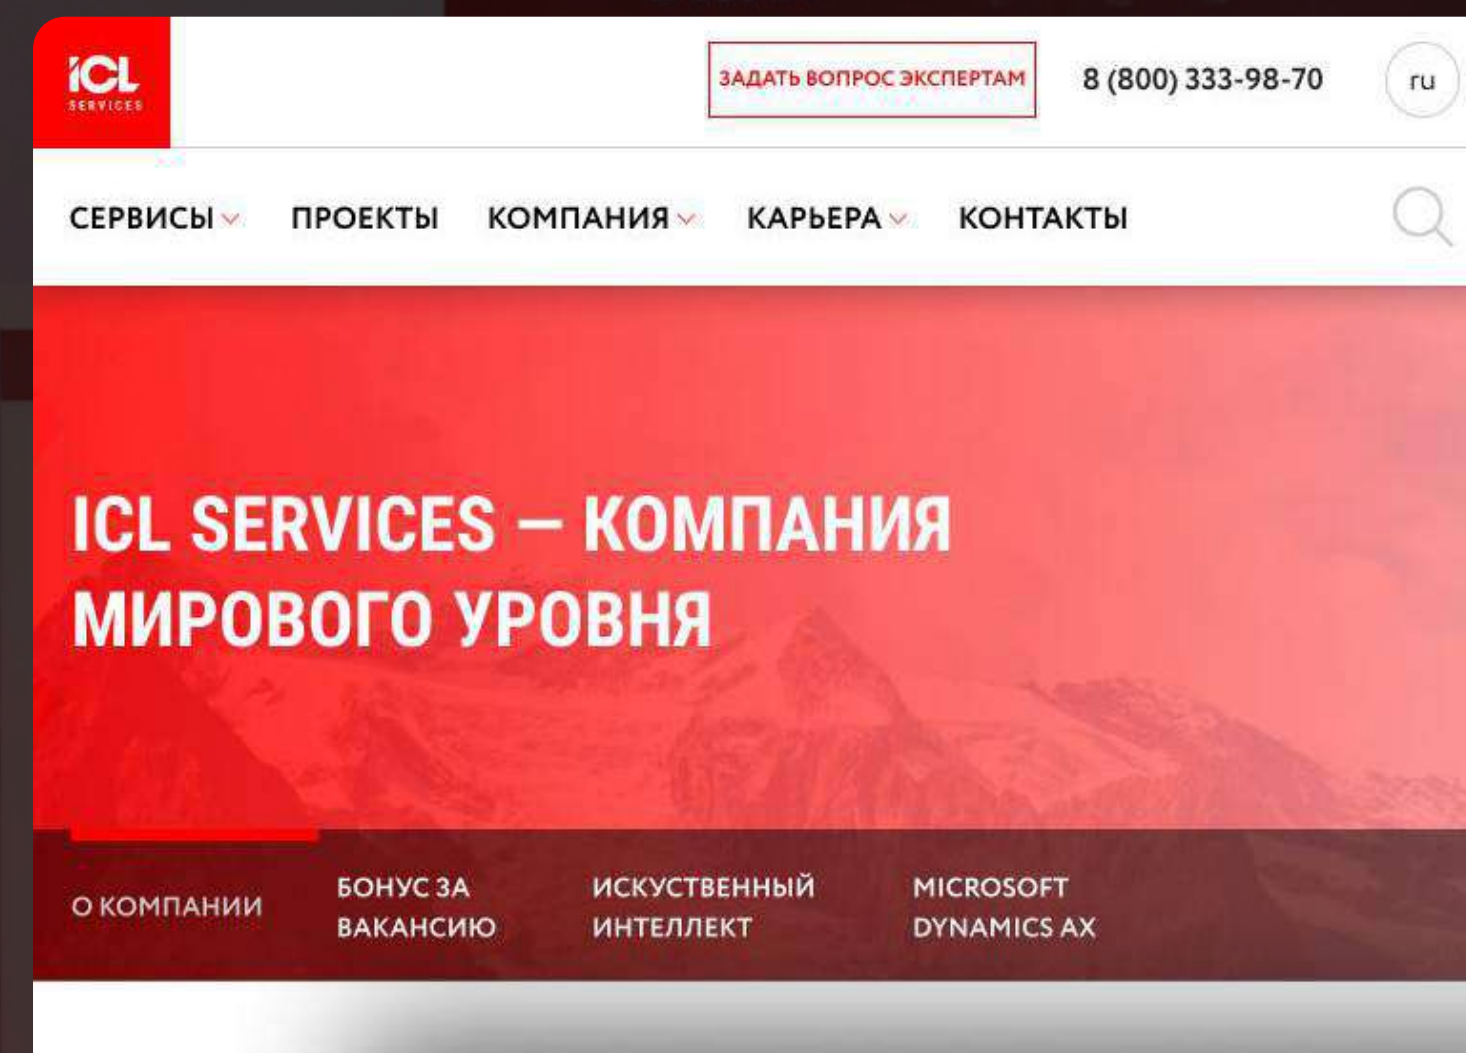 ICL
SERVICES
ЗАДАТЬ ВОПРОС ЭКСПЕРТАМ
8 (800) 333-98-70
ru
СЕРВИСЫ
ПРОЕКТЫ
КОМПАНИЯ
КАРЬЕРА
КОНТАКТЫ
ICL SERVICES — КОМПАНИЯ
МИРОВОГО УРОВНЯ
О КОМПАНИИ
БОНУС ЗА
ВАКАНСИЮ
ИСКУСТВЕННЫЙ
ИНТЕЛЛЕКТ
MICROSOFT
DYNAMICS AX